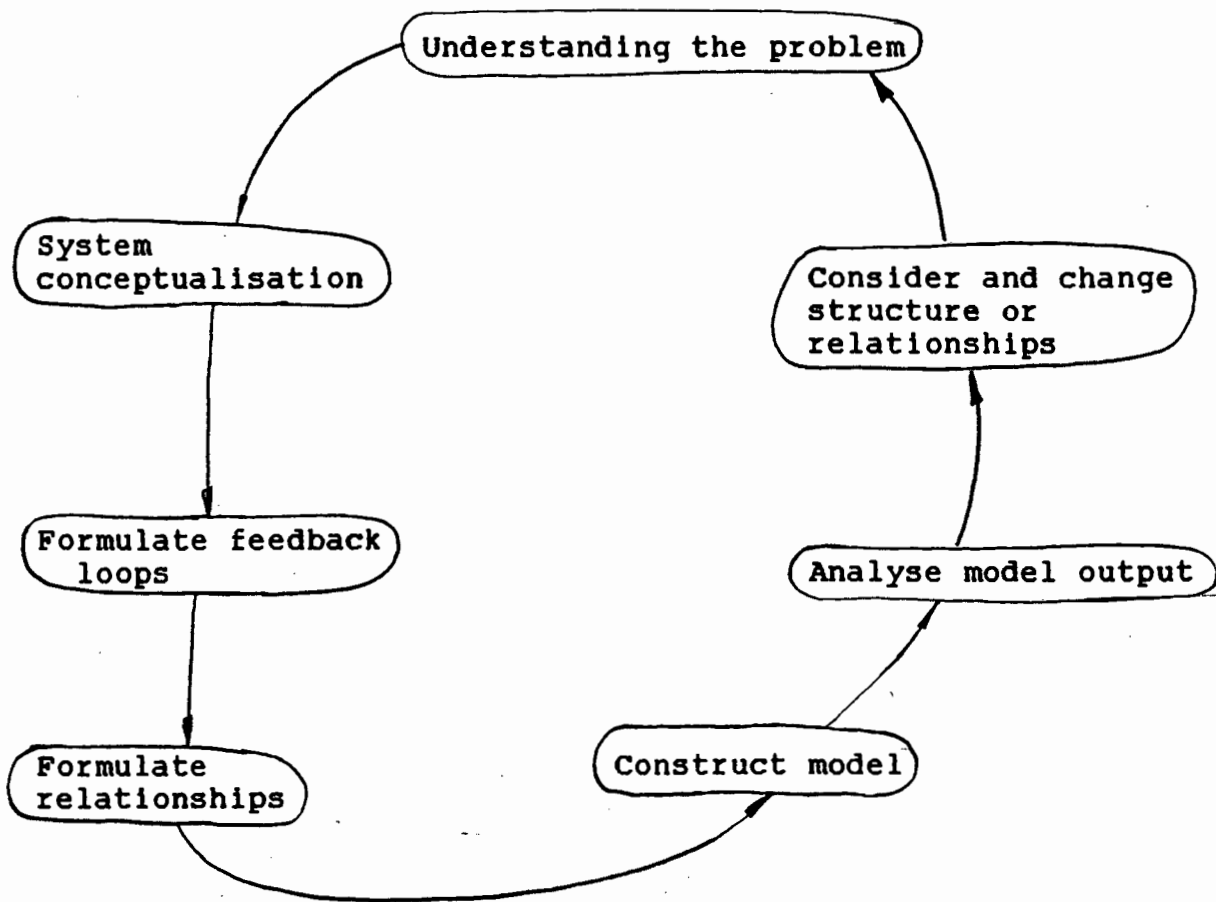 Understanding the problem
System
conceptualisation
Formulate feedback
loops
Formulate
relationships
Construct model
Analyse model output
Consider and change
structure or
relationships